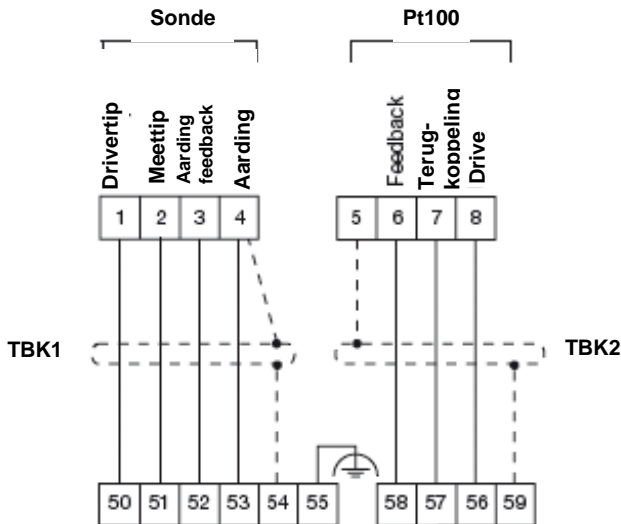 Sonde
Pt100
Drivertip
Meettip
Aarding
feedback
Aarding
Feedback
Terug-
koppeling
Drive
1 2 3 4
5 6 7 8
TBK1
TBK2
50 51 52 53 54 55
58 57 56 59